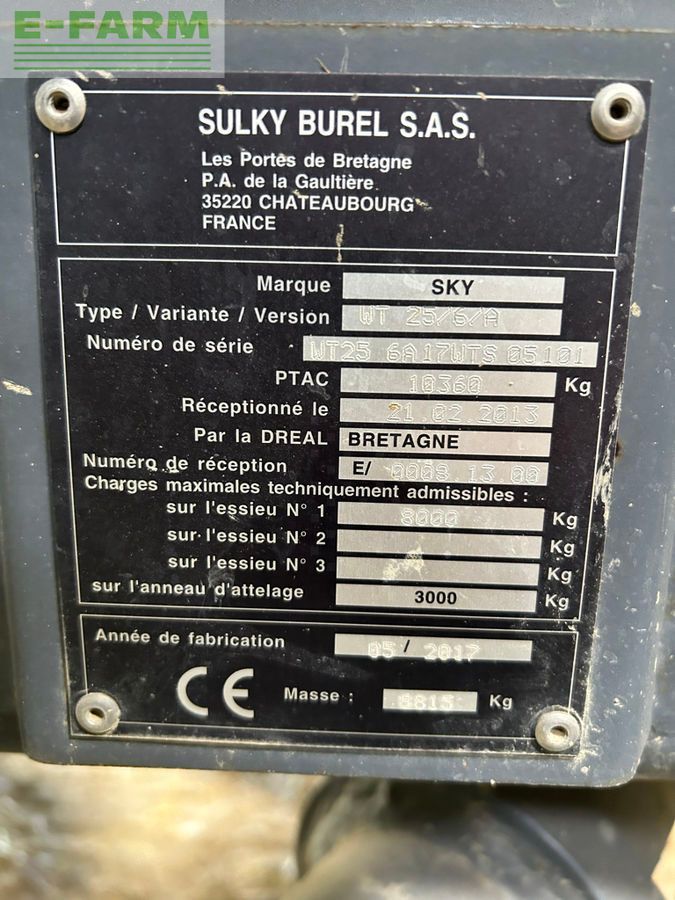 E-FARM
SULKY BUREL S.A.S.
Les Portes de Bretagne
P.A. de la Gaultière
35220 CHATEAUBOURG
FRANCE
Marque SKY
Type / Variante / Version WT 25/6/A
Numéro de série WT25 6A17WTS 05101
PTAC 10360 Kg
Réceptionné le 21.02.2013
Par la DREAL BRETAGNE
Numéro de réception E/ 0008 13 00
Charges maximales techniquement admissibles :
sur l'essieu N° 1 8000 Kg
sur l'essieu N° 2 Kg
sur l'essieu N° 3 Kg
sur l'anneau d'attelage 3000 Kg
Année de fabrication 05 / 2017
CE Masse : Kg